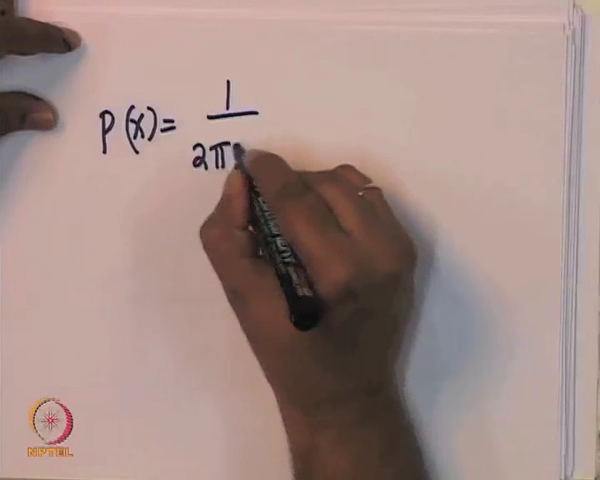 P(x) = 1
2π
NPTEL